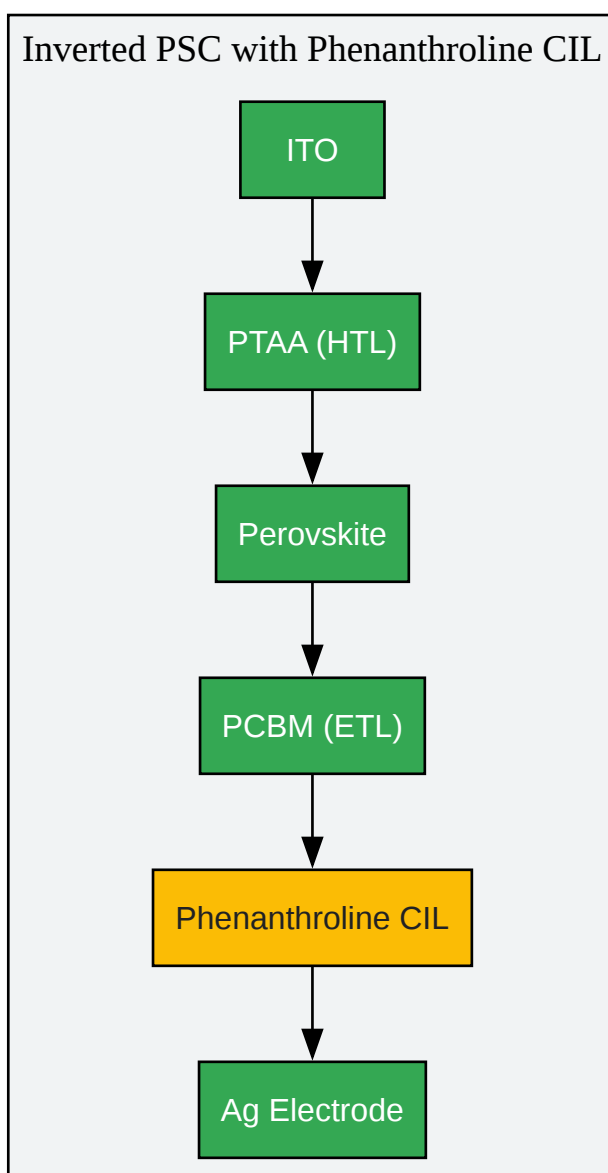 Inverted PSC with Phenanthroline CIL
ITO
PTAA (HTL)
Perovskite
PCBM (ETL)
Phenanthroline CIL
Ag Electrode